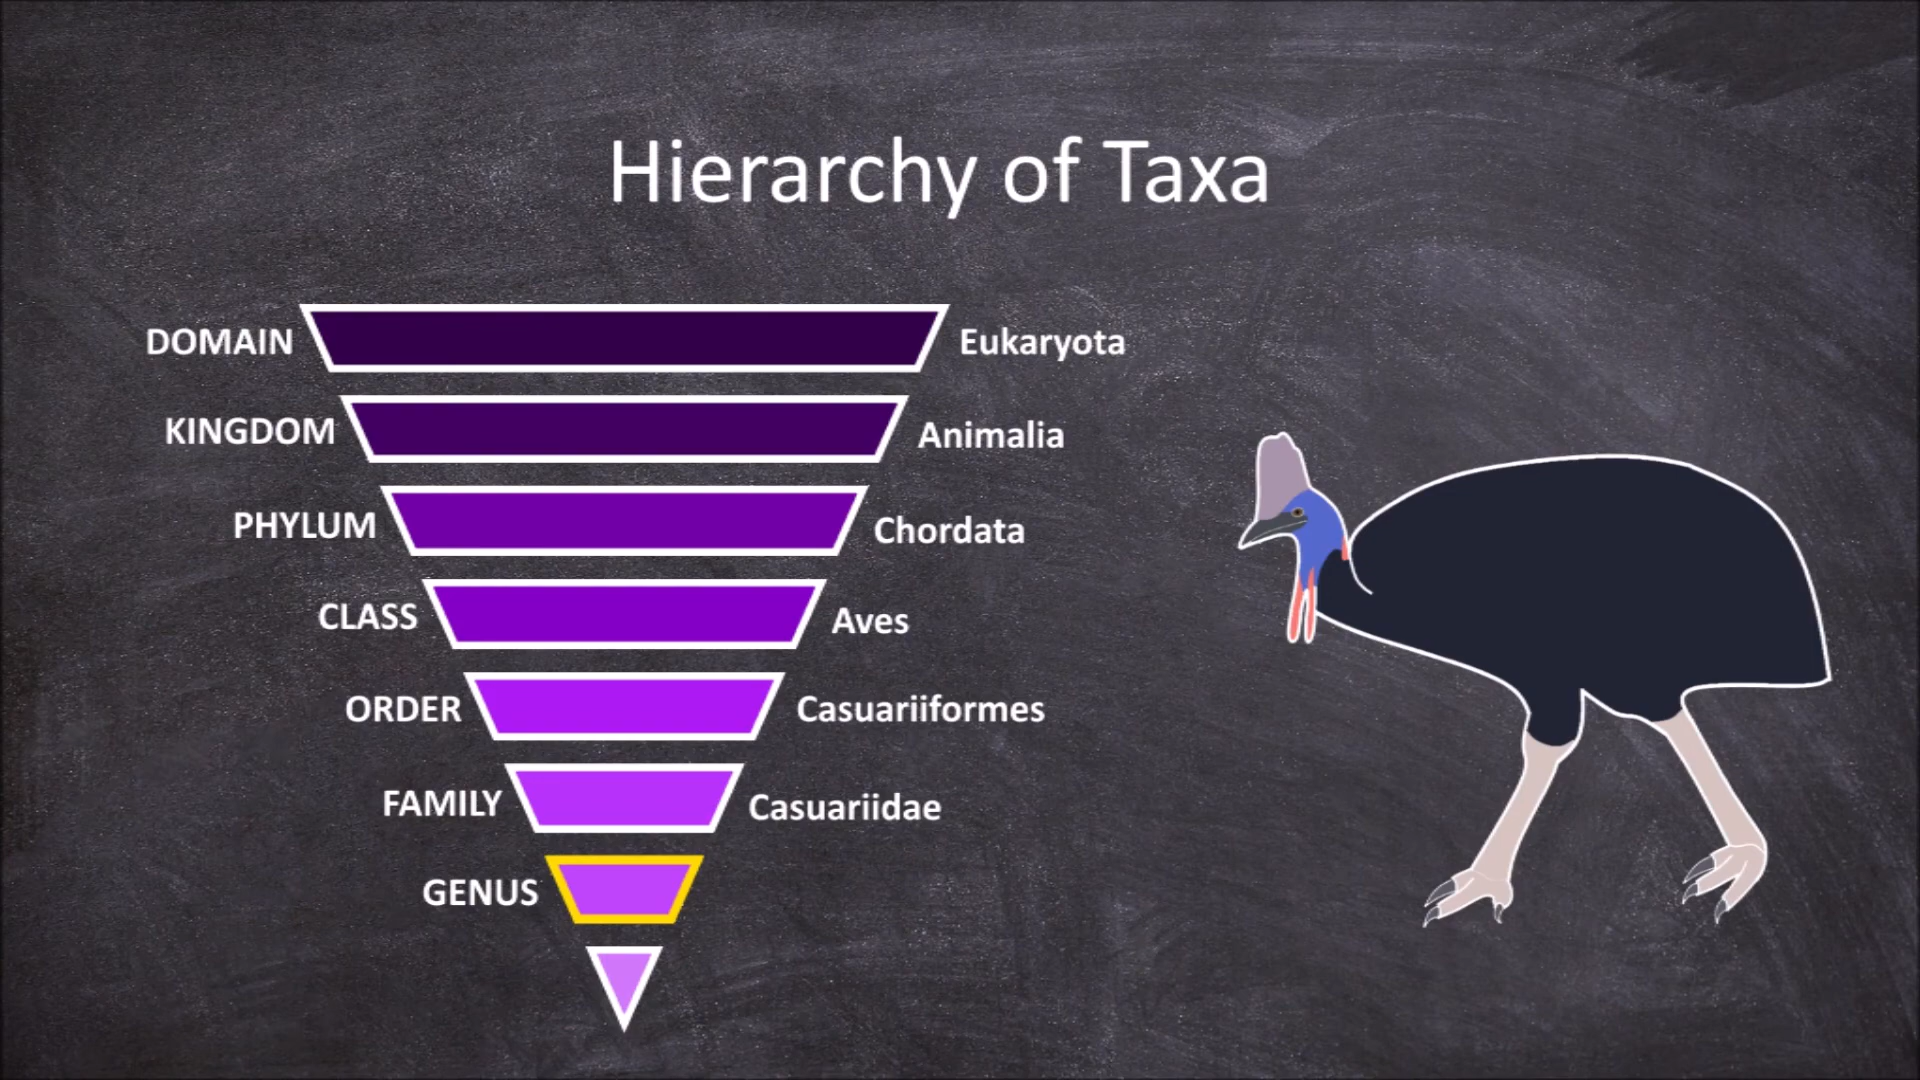 Hierarchy of Taxa
DOMAIN Eukaryota
KINGDOM Animalia
PHYLUM Chordata
CLASS Aves
ORDER Casuariiformes
FAMILY Casuariidae
GENUS